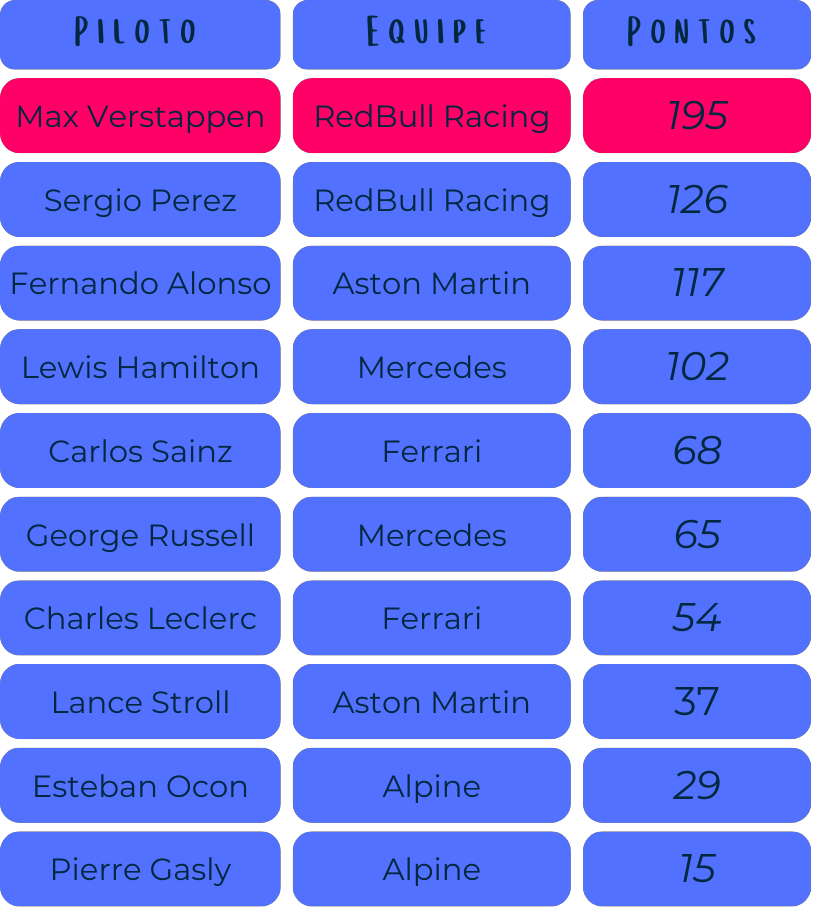 Piloto Equipe Pontos
Max Verstappen RedBull Racing 195
Sergio Perez RedBull Racing 126
Fernando Alonso Aston Martin 117
Lewis Hamilton Mercedes 102
Carlos Sainz Ferrari 68
George Russell Mercedes 65
Charles Leclerc Ferrari 54
Lance Stroll Aston Martin 37
Esteban Ocon Alpine 29
Pierre Gasly Alpine 15